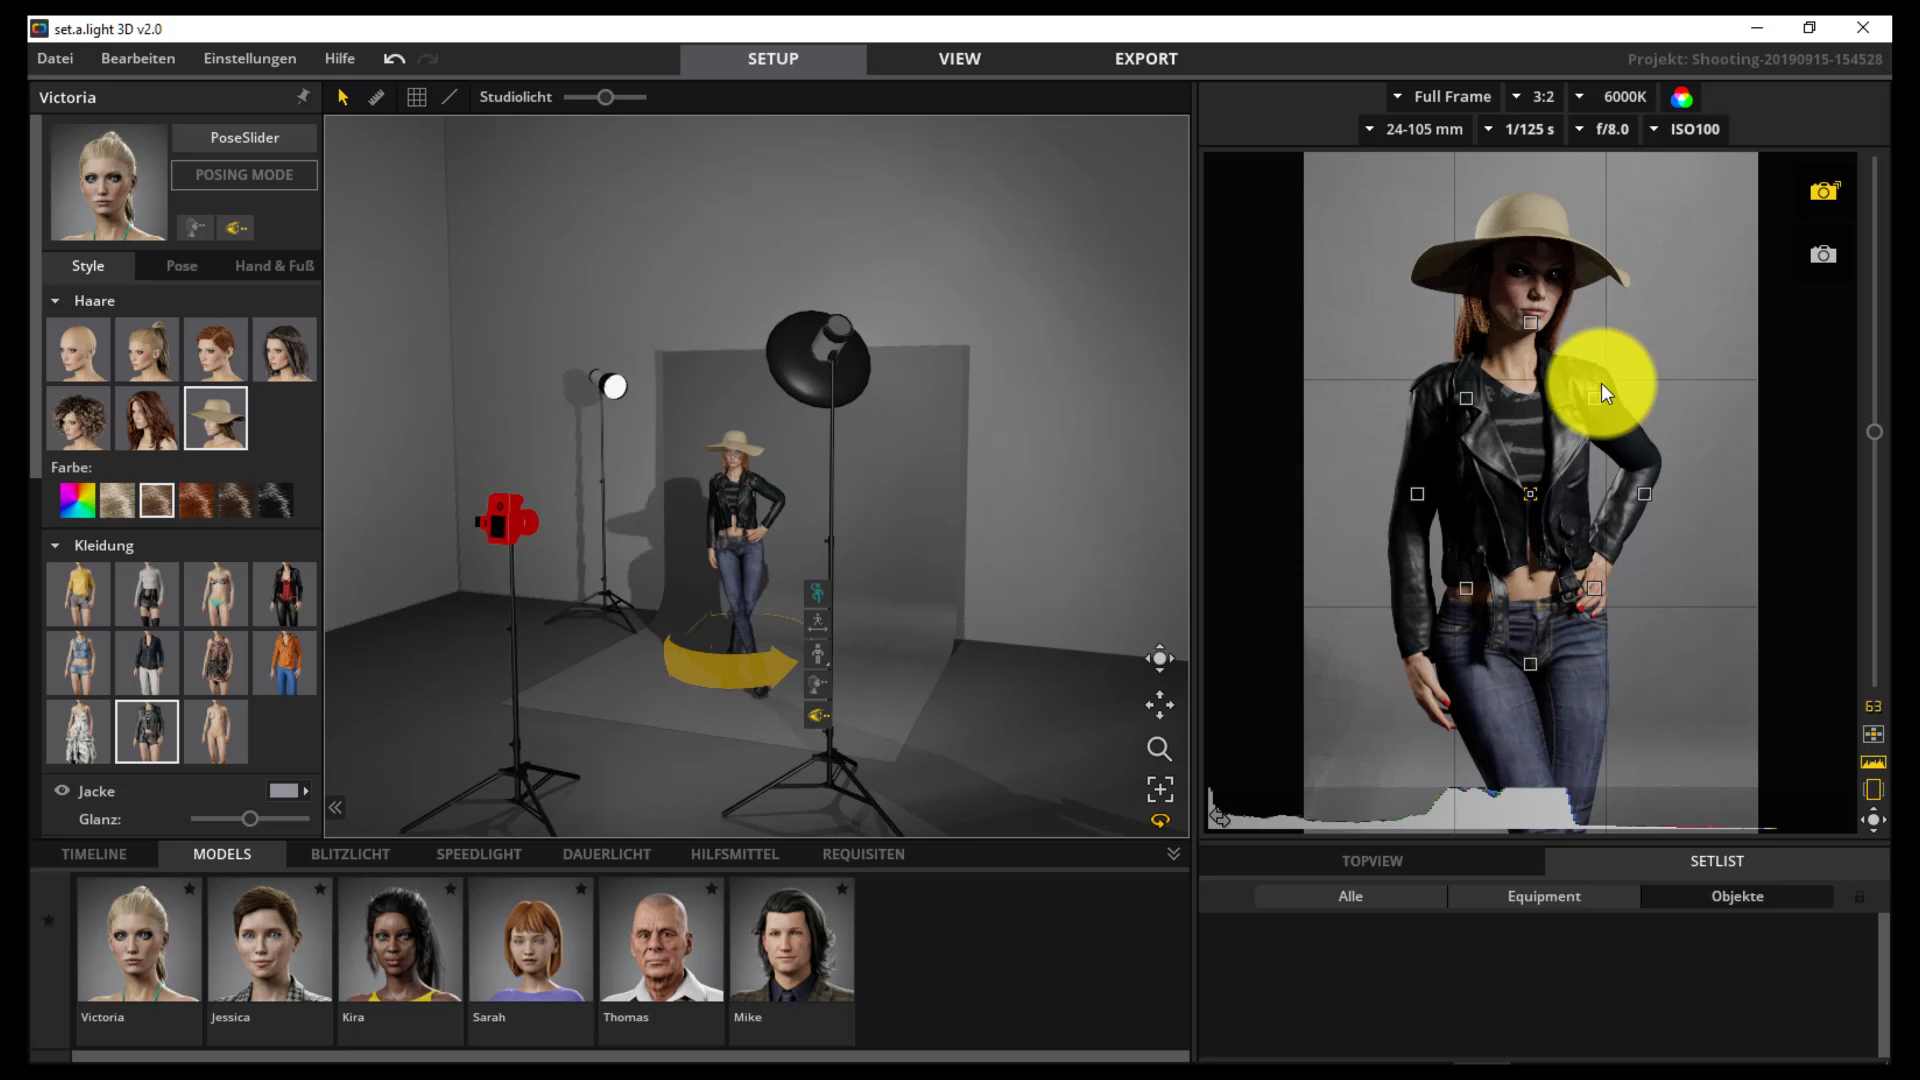 set.a.light 3D v2.0
Datei Bearbeiten Einstellungen Hilfe SETUP VIEW EXPORT Projekt: Shooting-20190915-154528
Victoria
Studiolicht
Full Frame 3:2 6000K
24-105 mm 1/125 s f/8.0 ISO100
PoseSlider
POSING MODE
Style Pose Hand & Fuß
Haare
Farbe:
Kleidung
Jacke
Glanz:
63
TIMELINE MODELS BLITZLICHT SPEEDLIGHT DAUERLICHT HILFSMITTEL REQUISITEN
TOPVIEW SETLIST
Alle Equipment Objekte
Victoria Jessica Kira Sarah Thomas Mike